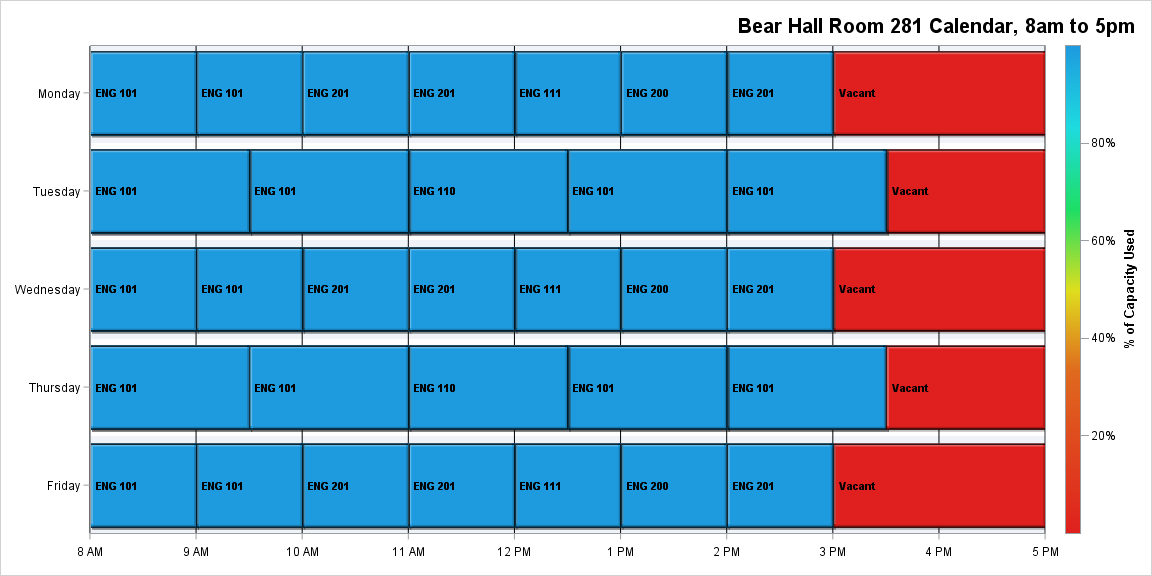 Bear Hall Room 281 Calendar, 8am to 5pm
Monday ENG 101 ENG 101 ENG 201 ENG 201 ENG 111 ENG 200 ENG 201 Vacant
80%
Tuesday ENG 101 ENG 101 ENG 110 ENG 101 ENG 101 Vacant
60%
Wednesday ENG 101 ENG 101 ENG 201 ENG 201 ENG 111 ENG 200 ENG 201 Vacant
% of Capacity Used
40%
Thursday ENG 101 ENG 101 ENG 110 ENG 101 ENG 101 Vacant
20%
Friday ENG 101 ENG 101 ENG 201 ENG 201 ENG 111 ENG 200 ENG 201 Vacant
8 AM 9 AM 10 AM 11 AM 12 PM 1 PM 2 PM 3 PM 4 PM 5 PM